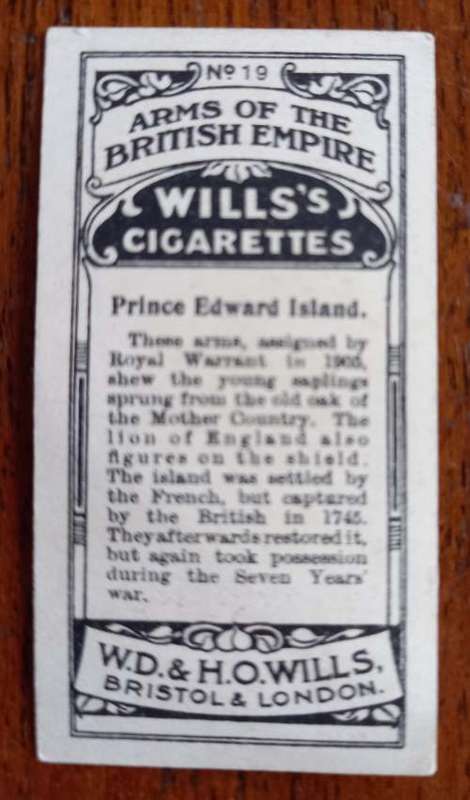 No 19
ARMS OF THE
BRITISH EMPIRE
WILLS'S
CIGARETTES
Prince Edward Island.
These arms, assigned by
Royal Warrant in 1905,
shew the young saplings
sprung from the old oak of
the Mother Country. The
lion of England also
figures on the shield.
The island was settled by
the French, but captured
by the British in 1745.
They afterwards restored it,
but again took possession
during the Seven Years'
war.
W.D. & H.O. WILLS,
BRISTOL & LONDON.